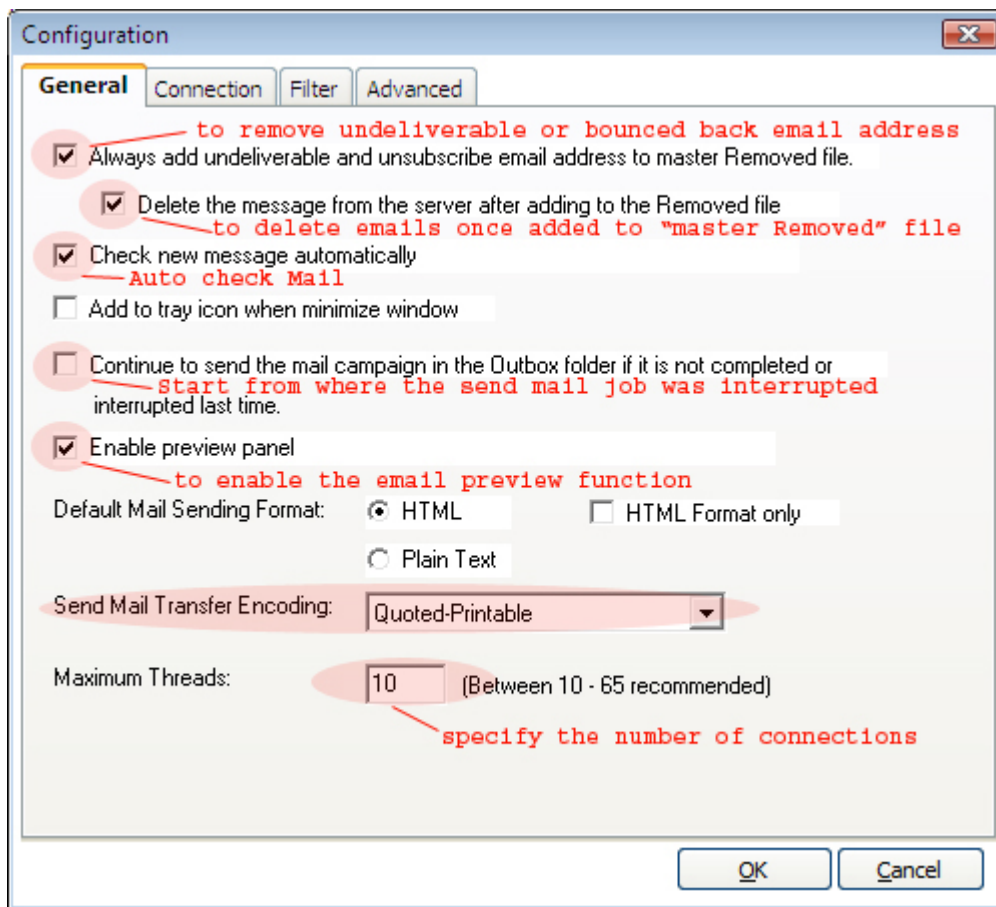 Configuration
General Connection Filter Advanced
to remove undeliverable or bounced back email address
Always add undeliverable and unsubscribe email address to master Removed file.
Delete the message from the server after adding to the Removed file
to delete emails once added to "master Removed" file
Check new message automatically
Auto check Mail
Add to tray icon when minimize window
Continue to send the mail campaign in the Outbox folder if it is not completed or
Start from where the send mail job was interrupted
interrupted last time.
Enable preview panel
to enable the email preview function
Default Mail Sending Format: HTML HTML Format only
Plain Text
Send Mail Transfer Encoding: Quoted-Printable
Maximum Threads: 10 (Between 10 - 65 recommended)
specify the number of connections
OK Cancel